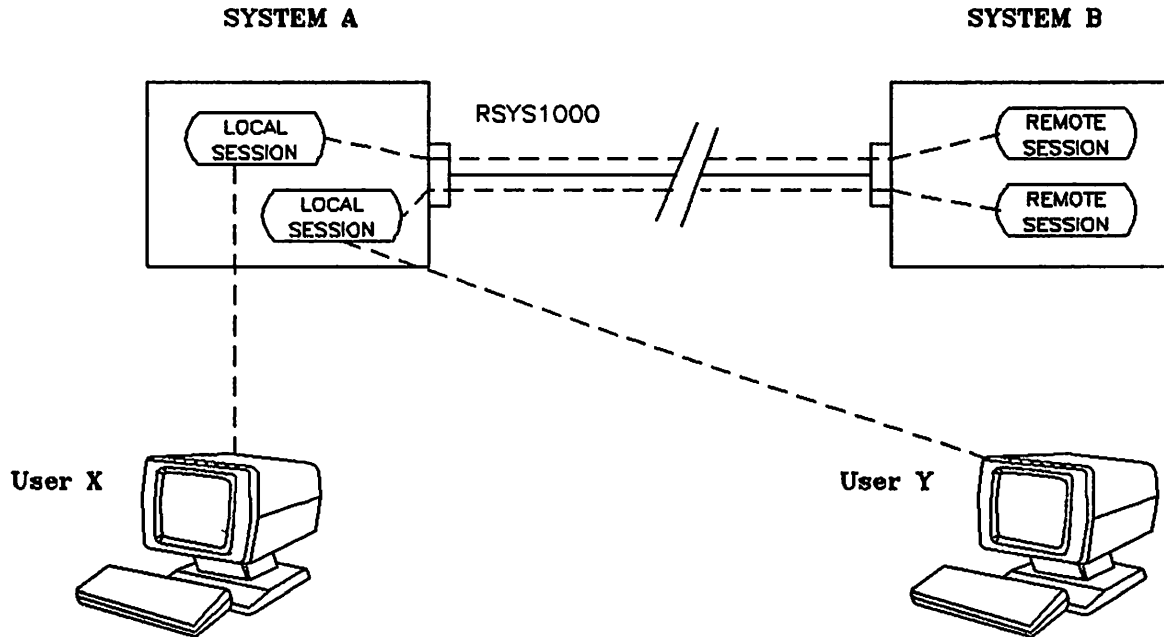 SYSTEM A
SYSTEM B
RSYS1000
LOCAL
SESSION
LOCAL
SESSION
REMOTE
SESSION
REMOTE
SESSION
User X
User Y